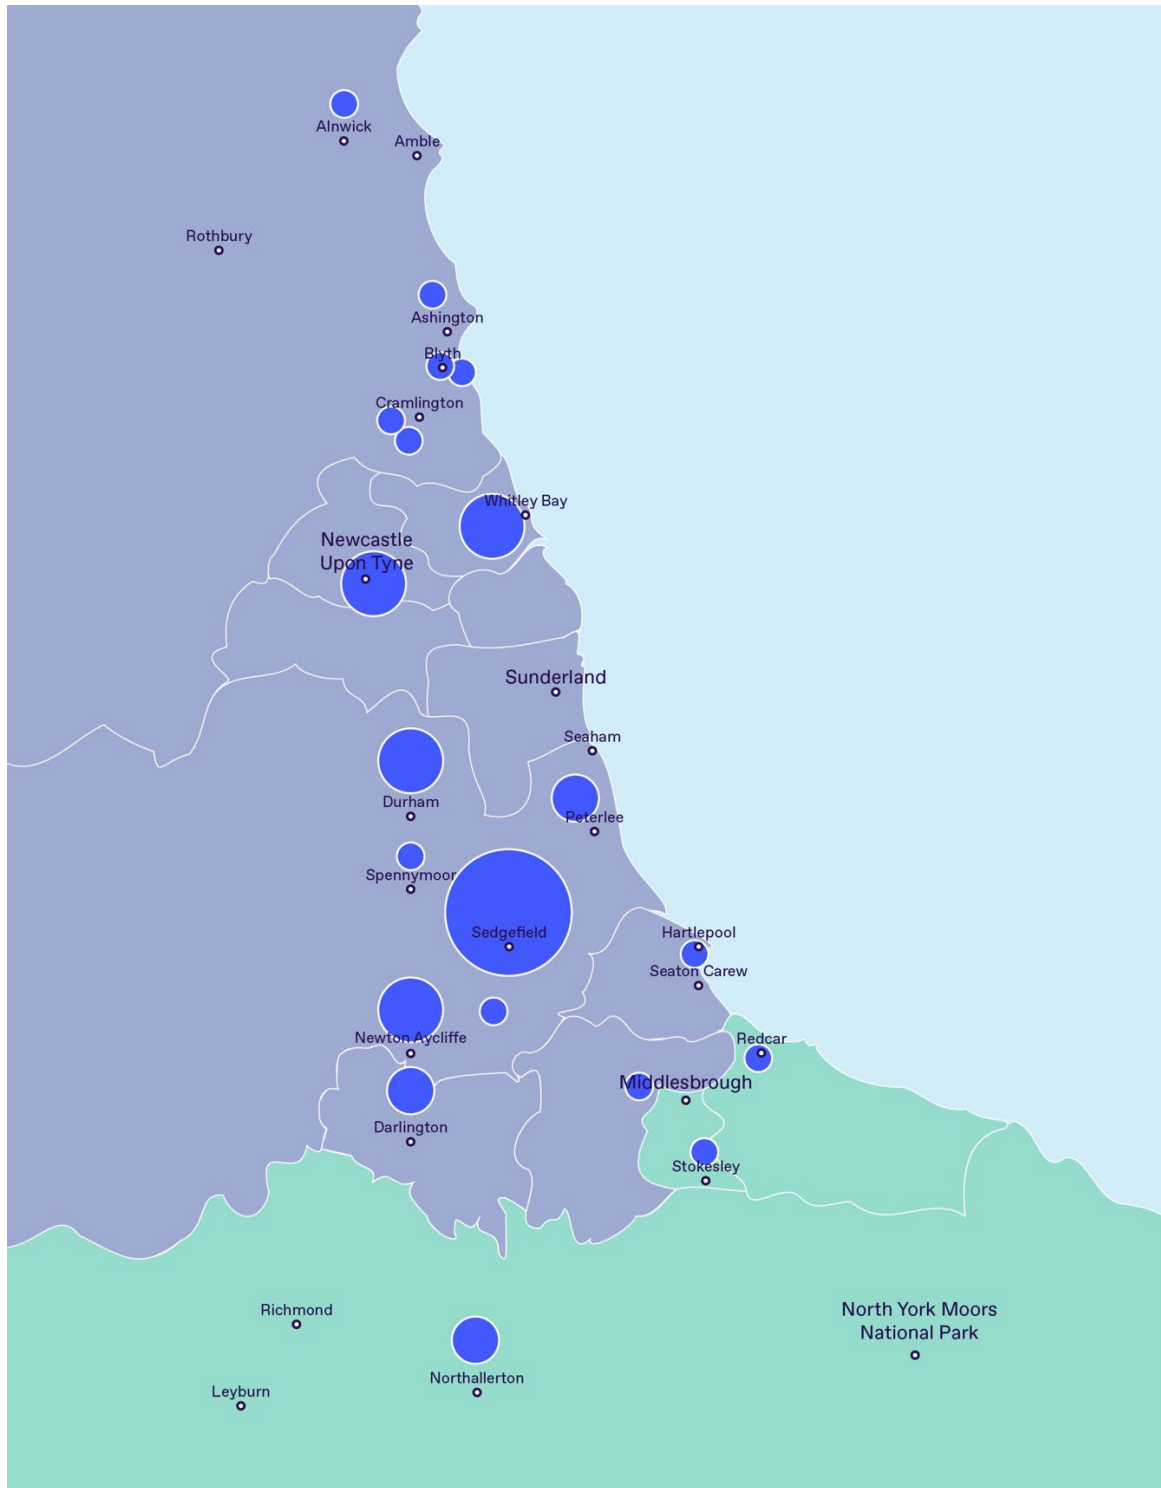 Alnwick
Amble
Rothbury
Ashington
Blyth
Cramlington
Whitley Bay
Newcastle
Upon Tyne
Sunderland
Seaham
Durham
Peterlee
Spennymoor
Sedgefield
Hartlepool
Seaton Carew
Newton Aycliffe
Redcar
Middlesbrough
Darlington
Stokesley
Richmond
North York Moors
National Park
Northallerton
Leyburn